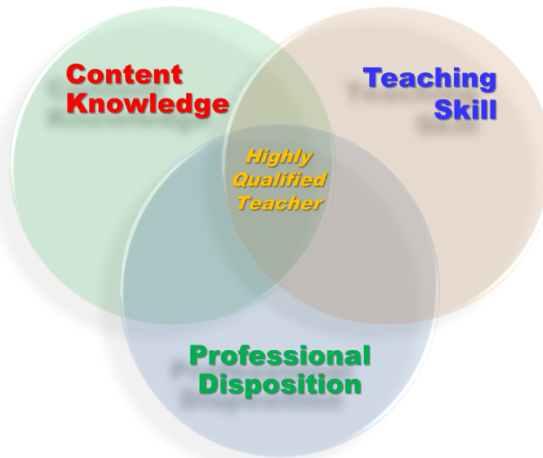 Content
Knowledge
Teaching
Skill
Highly
Qualified
Teacher
Professional
Disposition